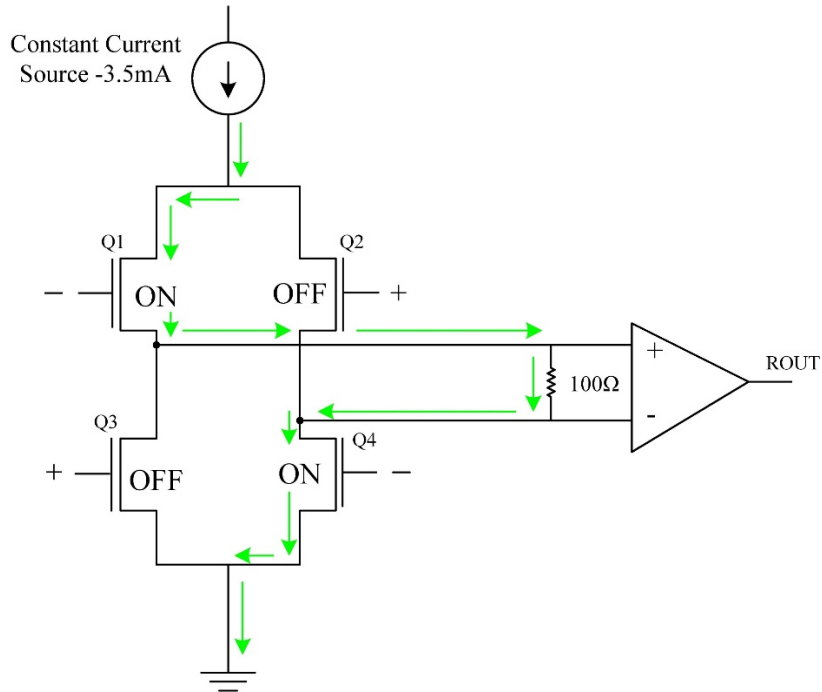 Constant Current
Source -3.5mA
Q1
Q2
− ON
OFF +
+
100Ω
-
ROUT
Q3
Q4
+ OFF
ON −